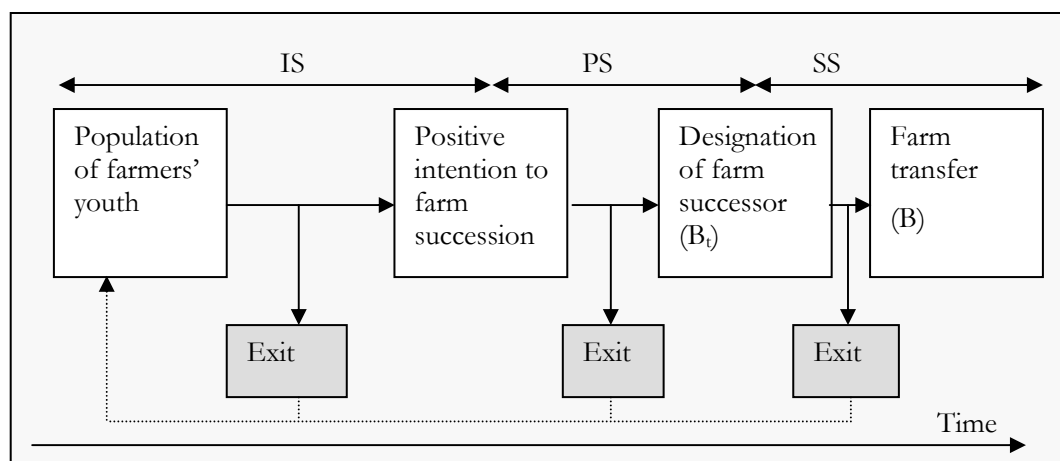 IS
PS
SS
Population
of farmers’
youth
Positive
intention to
farm
succession
Designation
of farm
successor
(Bt)
Farm
transfer
(B)
Exit
Exit
Exit
Time